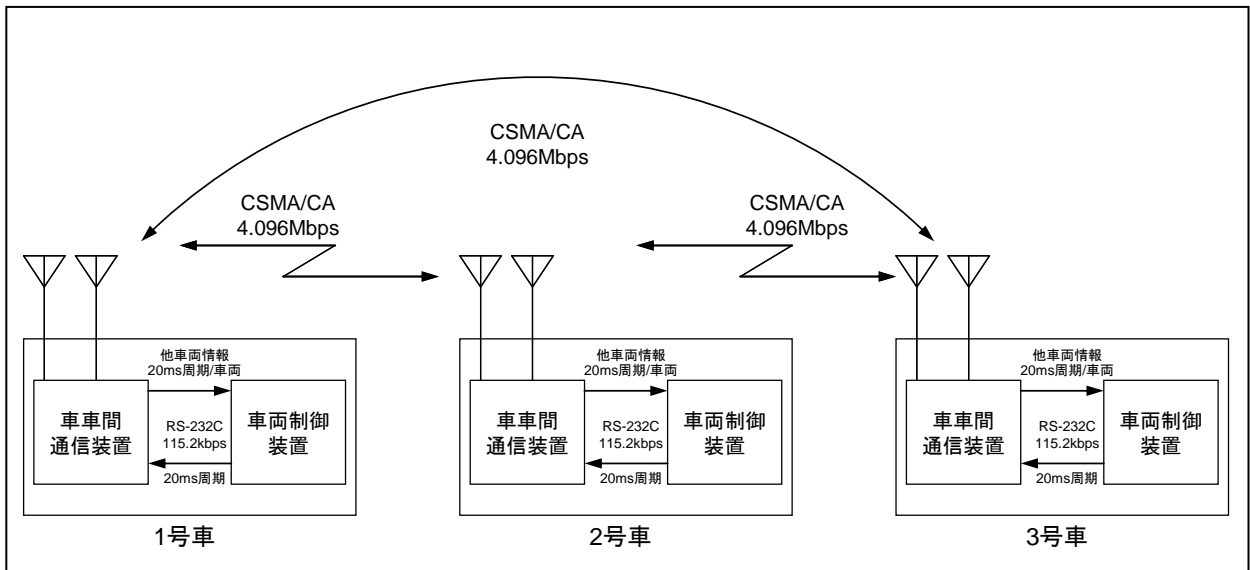 CSMA/CA
4.096Mbps
CSMA/CA
4.096Mbps
CSMA/CA
4.096Mbps
他車両情報
20ms周期/車両
車車間
通信装置
RS-232C
115.2kbps
車両制御
装置
20ms周期
1号車
他車両情報
20ms周期/車両
車車間
通信装置
RS-232C
115.2kbps
車両制御
装置
20ms周期
2号車
他車両情報
20ms周期/車両
車車間
通信装置
RS-232C
115.2kbps
車両制御
装置
20ms周期
3号車